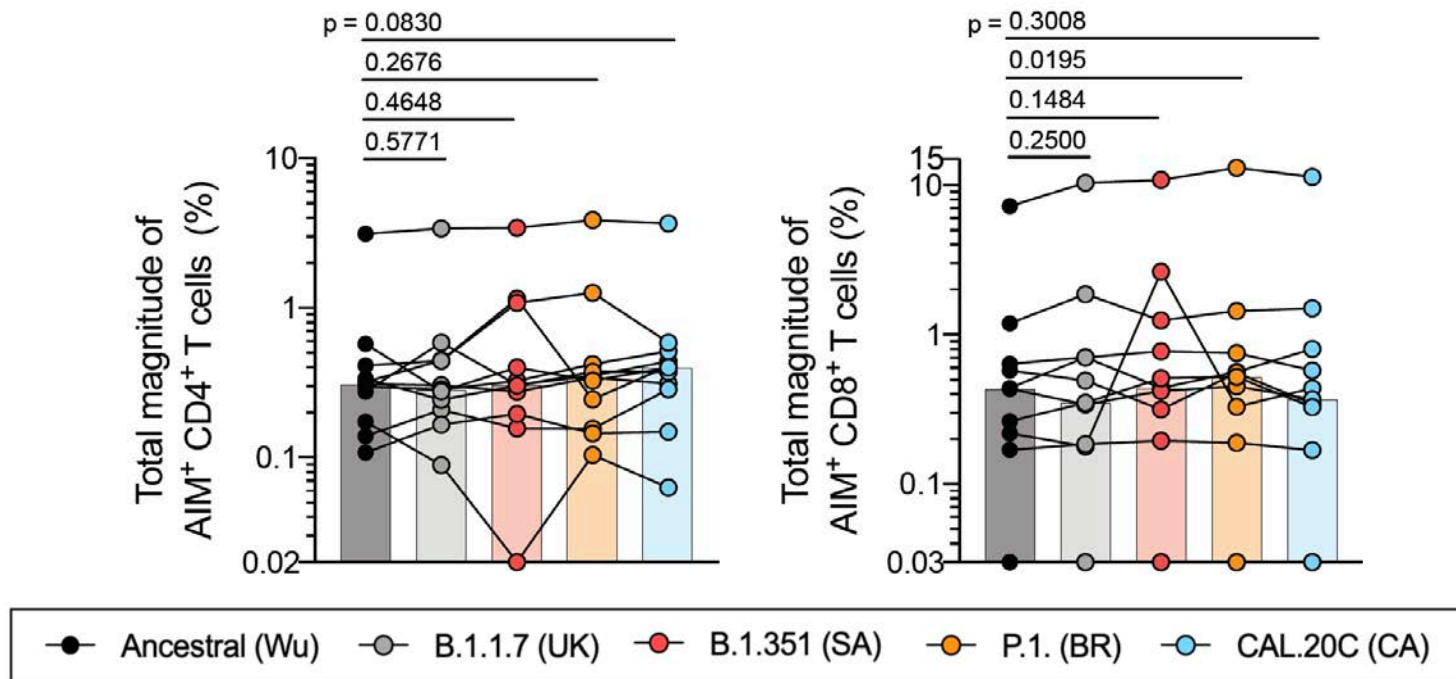 p = 0.0830
0.2676
0.4648
0.5771
10
1
0.1
0.02
Total magnitude of
AIM⁺ CD4⁺ T cells (%)
p = 0.3008
0.0195
0.1484
0.2500
15
10
1
0.1
0.03
Total magnitude of
AIM⁺ CD8⁺ T cells (%)
Ancestral (Wu) B.1.1.7 (UK) B.1.351 (SA) P.1. (BR) CAL.20C (CA)